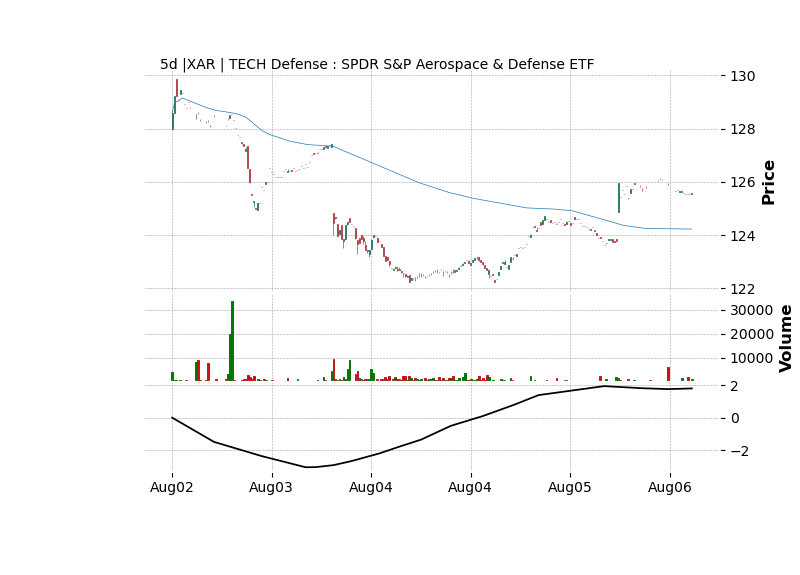 5d |XAR | TECH Defense : SPDR S&P Aerospace & Defense ETF
130
128
126
124
122
Price
30000
20000
10000
Volume
2
0
−2
Aug02 Aug03 Aug04 Aug04 Aug05 Aug06